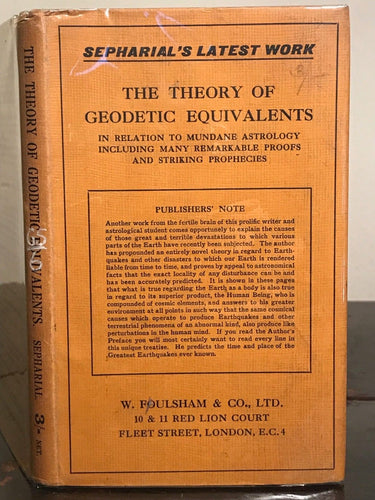 SEPHARIAL'S LATEST WORK
THE THEORY OF
GEODETIC EQUIVALENTS
IN RELATION TO MUNDANE ASTROLOGY
INCLUDING MANY REMARKABLE PROOFS
AND STRIKING PROPHECIES
PUBLISHERS' NOTE
Another work from the fertile brain of this prolific writer and
astrological student comes opportunely to explain the causes
of those great and terrible devastations to which various
parts of the Earth have recently been subjected. The author
has propounded an entirely novel theory in regard to Earth-
quakes and other disasters to which our Earth is rendered
liable from time to time, and proves by appeal to astronomical
facts that the exact locality of any disturbance can be and
has been accurately predicted. It is shown in these pages
that what is true regarding the Earth as a body is also true
in regard to its superior product, the Human Being, who is
compounded of cosmic elements, and answers to his greater
environment at all points in such way that the same cosmical
causes which operate to produce Earthquakes and other
terrestrial phenomena of an abnormal kind, also produce like
perturbations in the human mind. If you read the Author's
Preface you will most certainly want to read every line in
this unique treatise. He predicts the time and place of the
Greatest Earthquakes ever known.
W. FOULSHAM & CO., LTD.
10 & 11 RED LION COURT
FLEET STREET, LONDON, E.C. 4
THE THEORY OF GEODETIC EQUIVALENTS SEPHARIAL 3/- NET.